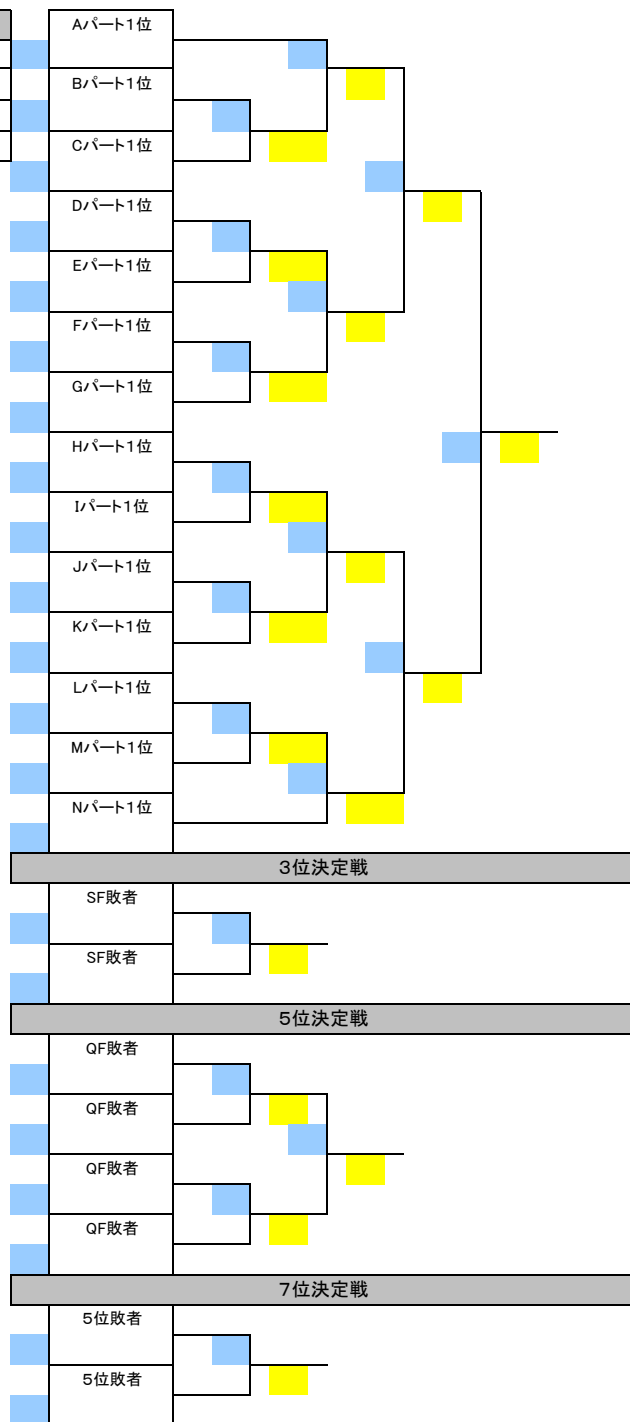 Aパート1位
Bパート1位
Cパート1位
Dパート1位
Eパート1位
Fパート1位
Gパート1位
Hパート1位
Iパート1位
Jパート1位
Kパート1位
Lパート1位
Mパート1位
Nパート1位
3位決定戦
SF敗者
SF敗者
5位決定戦
QF敗者
QF敗者
QF敗者
QF敗者
7位決定戦
5位敗者
5位敗者